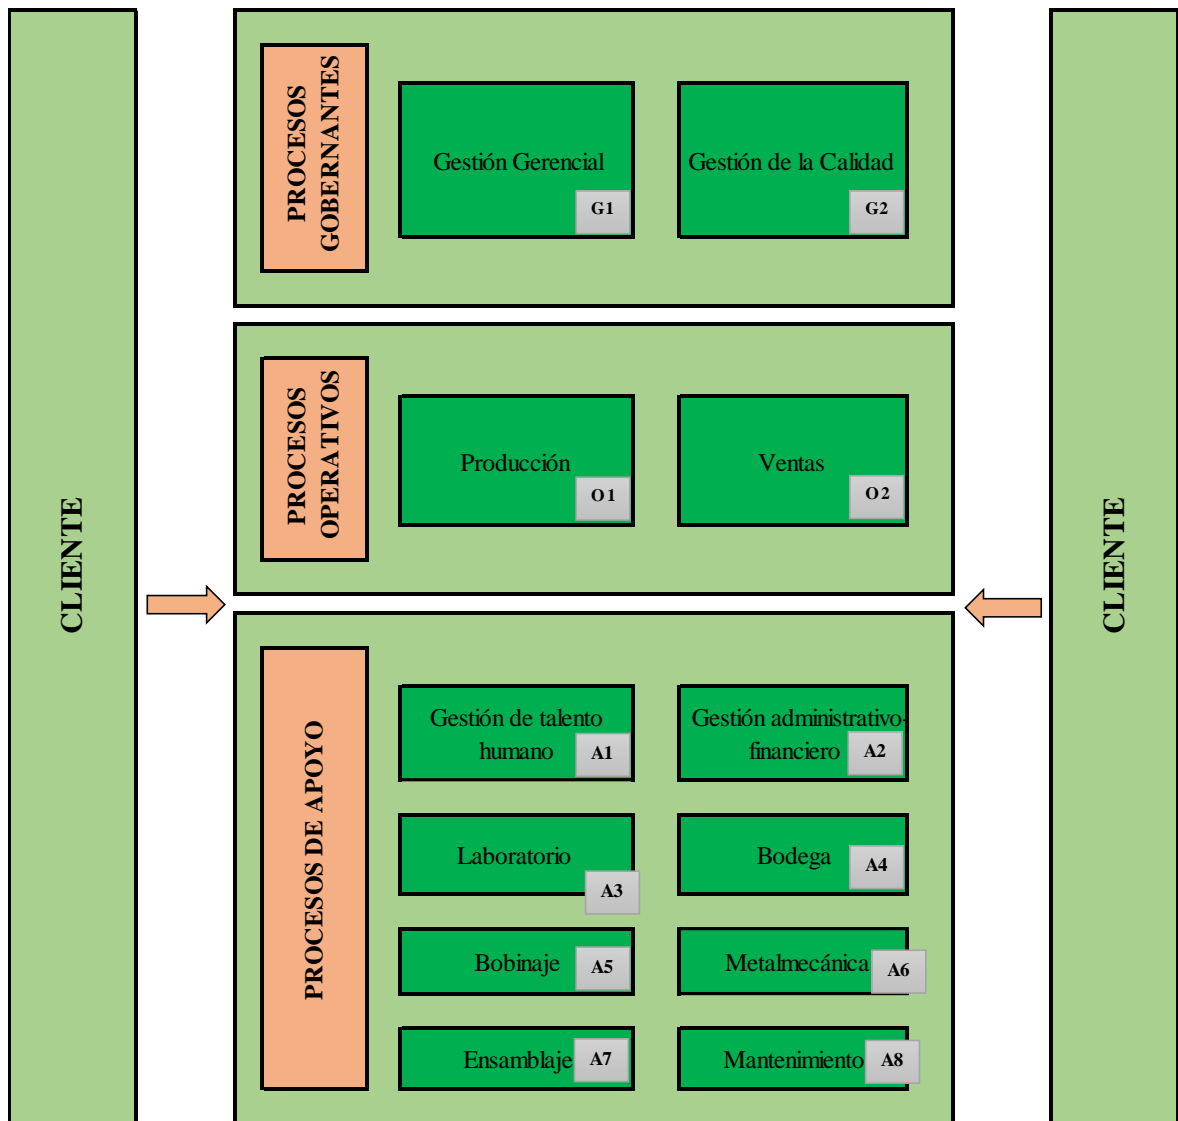 CLIENTE
PROCESOS
GOBERNANTES
Gestión Gerencial
G1
Gestión de la Calidad
G2
PROCESOS
OPERATIVOS
Producción
O1
Ventas
O2
PROCESOS DE APOYO
Gestión de talento
humano
A1
Gestión administrativo-
financiero
A2
Laboratorio
A3
Bodega
A4
Bobinaje
A5
Metalmecánica
A6
Ensamblaje
A7
Mantenimiento
A8
CLIENTE